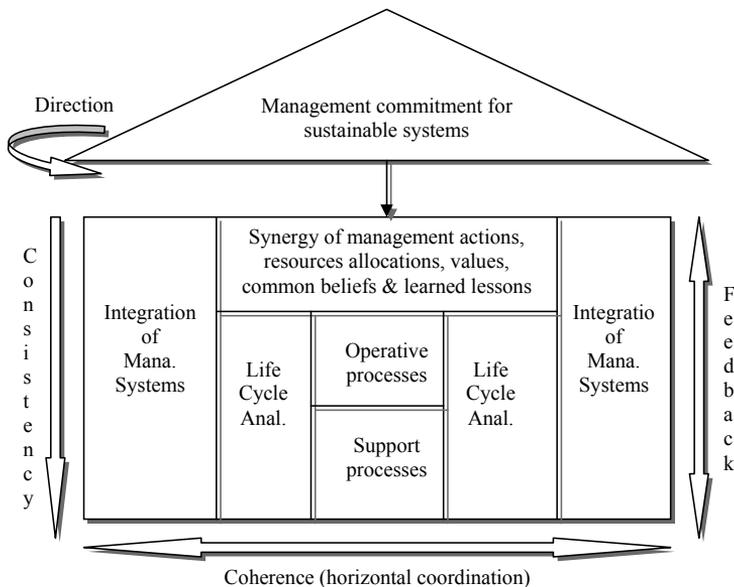 Direction
Management commitment for
sustainable systems
Consistency
Integration
of
Mana.
Systems
Synergy of management actions,
resources allocations, values,
common beliefs & learned lessons
Life
Cycle
Anal.
Operative
processes
Support
processes
Life
Cycle
Anal.
Integratio
of
Mana.
Systems
Feedback
Coherence (horizontal coordination)